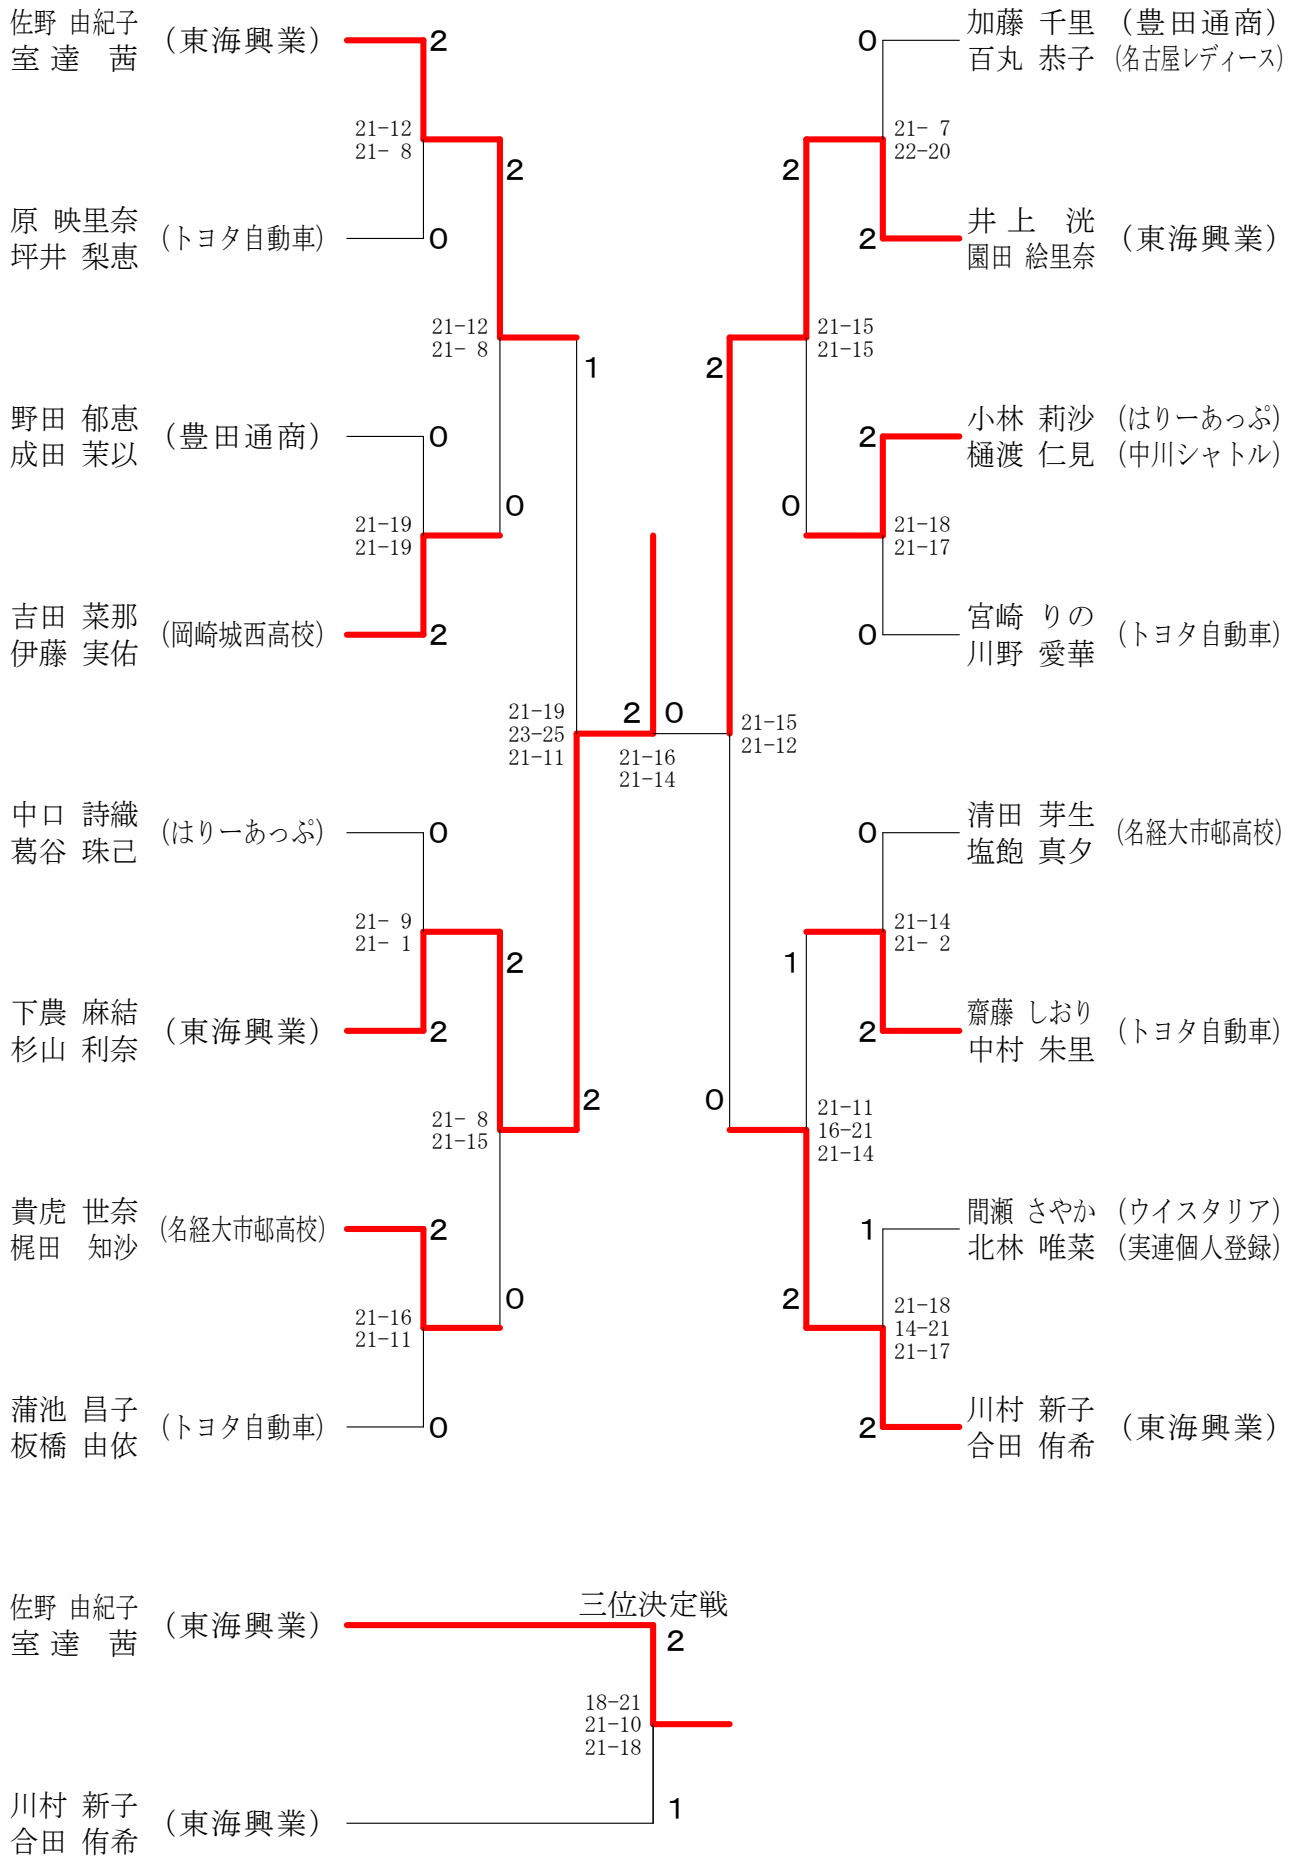 佐野 由紀子
室達 茜
(東海興業)
2
21-12
21- 8
原 映里奈
坪井 梨恵
(トヨタ自動車)
0
2
21-12
21- 8
野田 郁恵
成田 茉以
(豊田通商)
0
21-19
21-19
0
吉田 菜那
伊藤 実佑
(岡崎城西高校)
2
1
21-19
23-25
21-11
中口 詩織
葛谷 珠己
(はりーあっぷ)
0
21- 9
21- 1
2
下農 麻結
杉山 利奈
(東海興業)
2
21- 8
21-15
2
貴虎 世奈
梶田 知沙
(名経大市邨高校)
2
21-16
21-11
0
蒲池 昌子
板橋 由依
(トヨタ自動車)
0
2
0
21-16
21-14
加藤 千里 (豊田通商)
百丸 恭子 (名古屋レディース)
0
21- 7
22-20
2
井上 洸
園田 絵里奈
(東海興業)
2
21-15
21-15
2
小林 莉沙 (はりーあっぷ)
樋渡 仁見 (中川シャトル)
2
21-18
21-17
0
宮崎 りの
川野 愛華
(トヨタ自動車)
0
21-15
21-12
清田 芽生
塩飽 真夕
(名経大市邨高校)
0
21-14
21- 2
1
齋藤 しおり
中村 朱里
(トヨタ自動車)
2
0
21-11
16-21
21-14
間瀬 さやか (ウイスタリア)
北林 唯菜 (実連個人登録)
1
2
21-18
14-21
21-17
川村 新子
合田 侑希
(東海興業)
2
三位決定戦
佐野 由紀子
室達 茜
(東海興業)
2
18-21
21-10
21-18
川村 新子
合田 侑希
(東海興業)
1